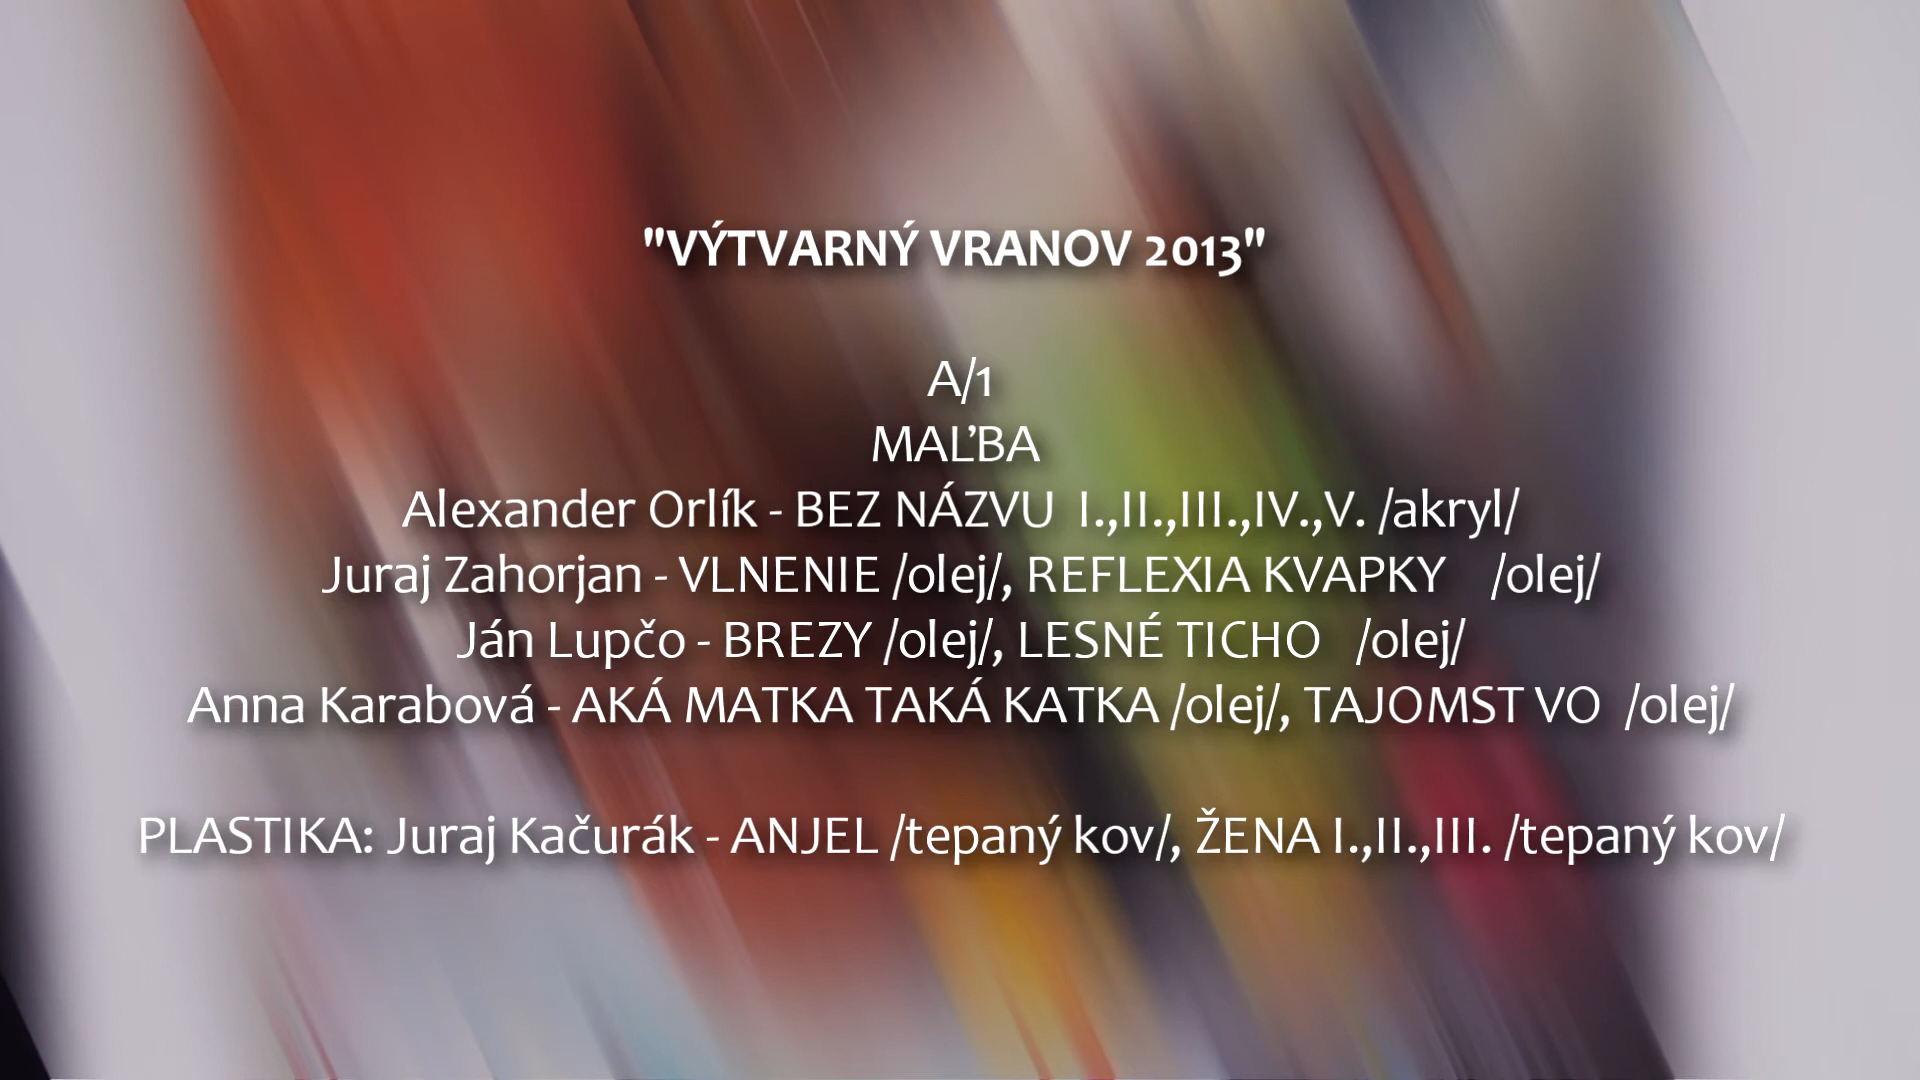 "VÝTVARNÝ VRANOV 2013"
A/1
MAĽBA
Alexander Orlík - BEZ NÁZVU  I.,II.,III.,IV.,V. /akryl/
Juraj Zahorjan - VLNENIE /olej/, REFLEXIA KVAPKY    /olej/
Ján Lupčo - BREZY /olej/, LESNÉ TICHO   /olej/
Anna Karabová - AKÁ MATKA TAKÁ KATKA /olej/, TAJOMST VO  /olej/
PLASTIKA: Juraj Kačurák - ANJEL /tepaný kov/, ŽENA I.,II.,III. /tepaný kov/